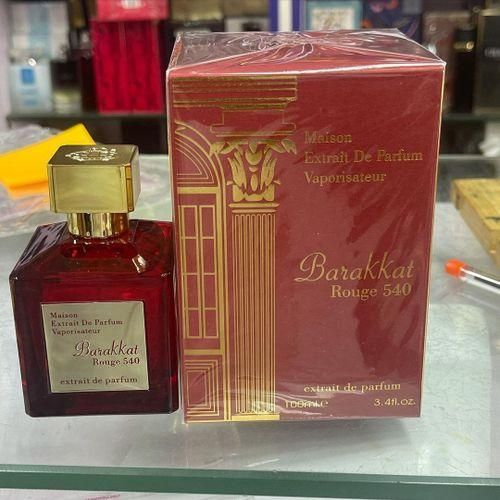 Maison
Extrait De Parfum
Vaporisateur
Barakkat
Rouge 540
extrait de parfum
100ml.e
3.4fl.oz.
Maison
Extrait De Parfum
Vaporisateur
Barakkat
Rouge 540
extrait de parfum